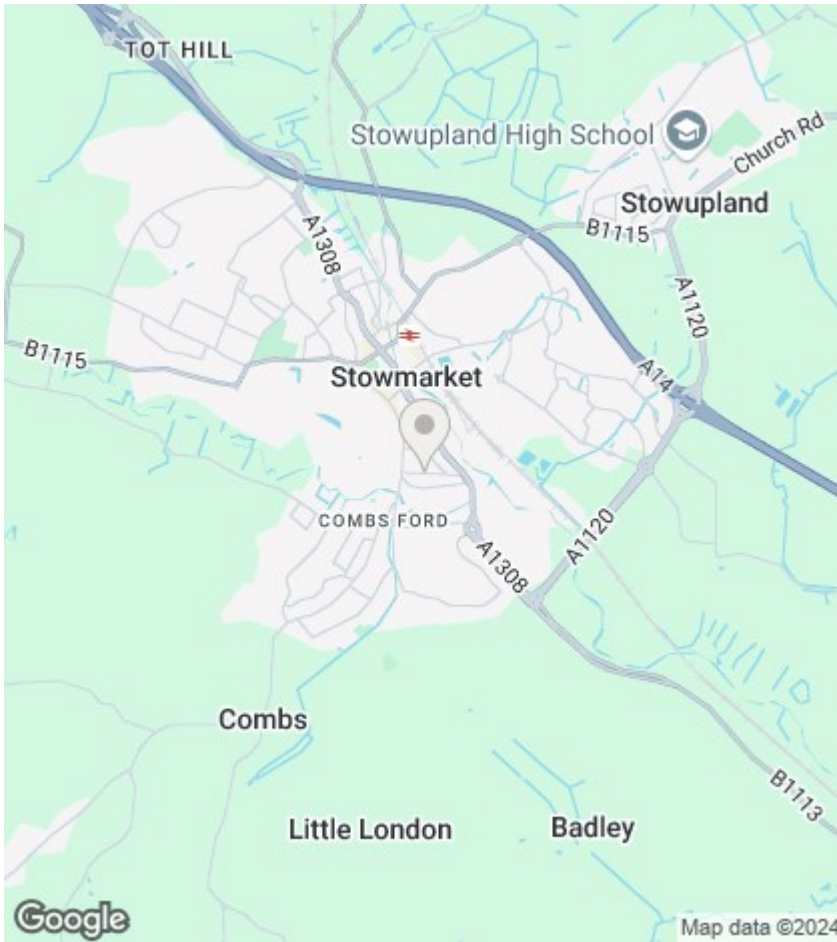 TOT HILL
Stowupland High School
Church Rd
Stowupland
B1115
A1308
A1120
B1115
A14
Stowmarket
COMBS FORD
A1308
A1120
Combs
B1113
Little London
Badley
Google
Map data ©2024